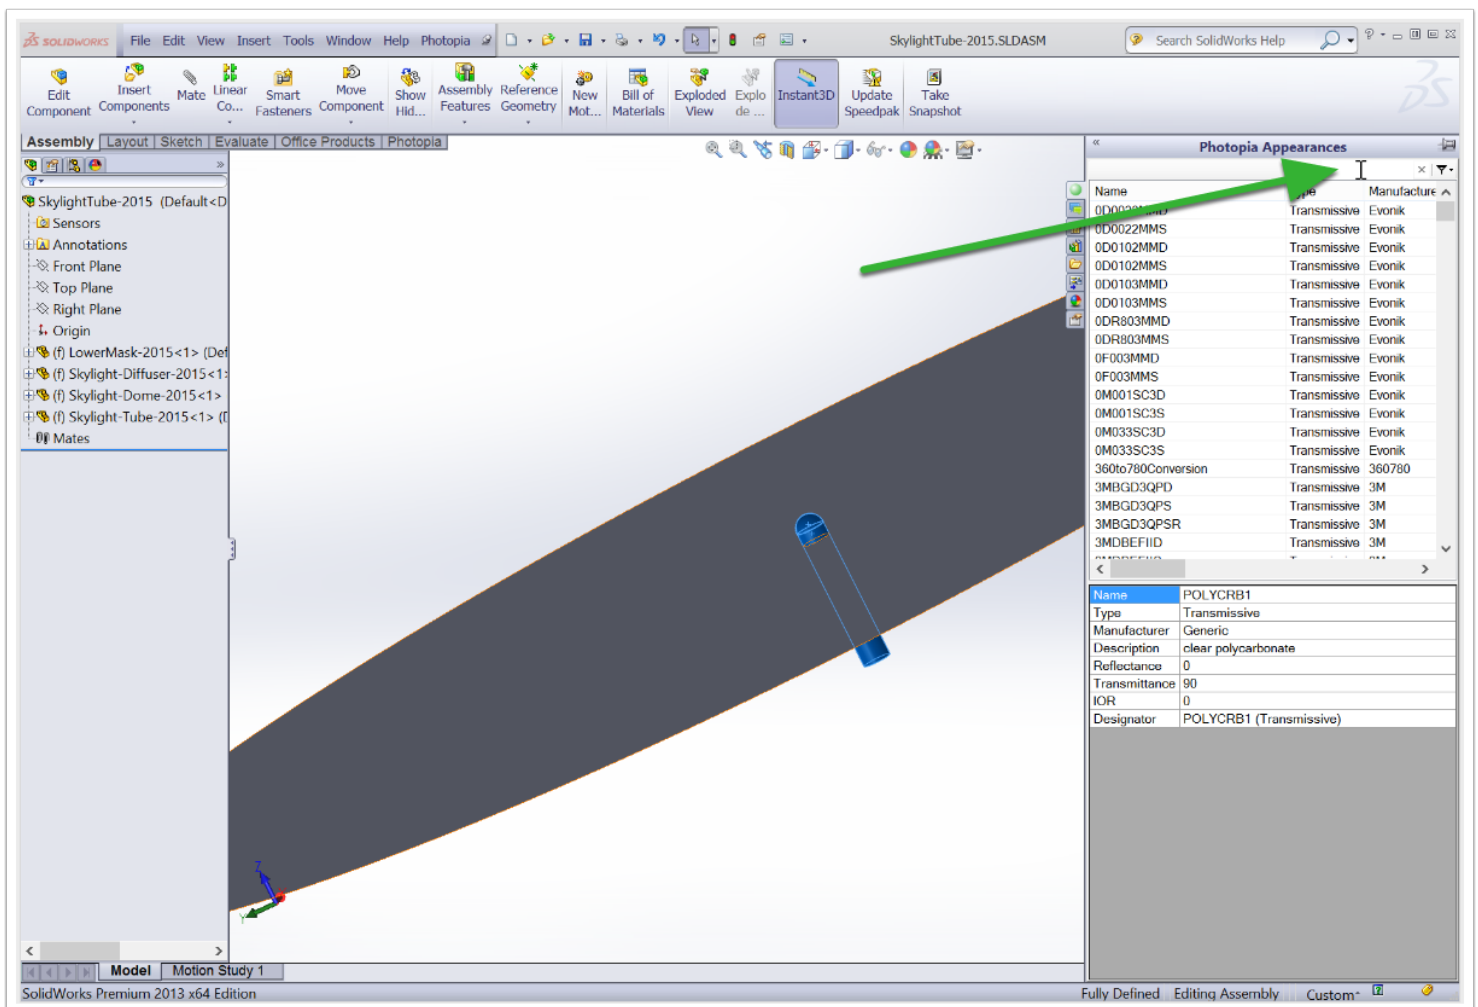 SOLIDWORKS File Edit View Insert Tools Window Help Photopia SkylightTube-2015.SLDASM Search SolidWorks Help
Edit Component
Insert Components
Mate
Linear Co...
Smart Fasteners
Move Component
Show Hid...
Assembly Features
Reference Geometry
New Mot...
Bill of Materials
Exploded View
Explo de ...
Instant3D
Update Speedpak
Take Snapshot
Assembly Layout Sketch Evaluate Office Products Photopia
SkylightTube-2015 (Default<D
Sensors
Annotations
Front Plane
Top Plane
Right Plane
Origin
(f) LowerMask-2015<1> (Def
(f) Skylight-Diffuser-2015<1>
(f) Skylight-Dome-2015<1>
(f) Skylight-Tube-2015<1> (D
Mates
Z
Y
Photopia Appearances
Name Manufacture
Transmissive Evonik
0D0022MMS Transmissive Evonik
0D0102MMD Transmissive Evonik
0D0102MMS Transmissive Evonik
0D0103MMD Transmissive Evonik
0D0103MMS Transmissive Evonik
0DR803MMD Transmissive Evonik
0DR803MMS Transmissive Evonik
0F003MMD Transmissive Evonik
0F003MMS Transmissive Evonik
0M001SC3D Transmissive Evonik
0M001SC3S Transmissive Evonik
0M033SC3D Transmissive Evonik
0M033SC3S Transmissive Evonik
360to780Conversion Transmissive 360780
3MBGD3QPD Transmissive 3M
3MBGD3QPS Transmissive 3M
3MBGD3QPSR Transmissive 3M
3MDBEFIID Transmissive 3M
Name POLYCRB1
Type Transmissive
Manufacturer Generic
Description clear polycarbonate
Reflectance 0
Transmittance 90
IOR 0
Designator POLYCRB1 (Transmissive)
Model Motion Study 1
SolidWorks Premium 2013 x64 Edition Fully Defined Editing Assembly Custom